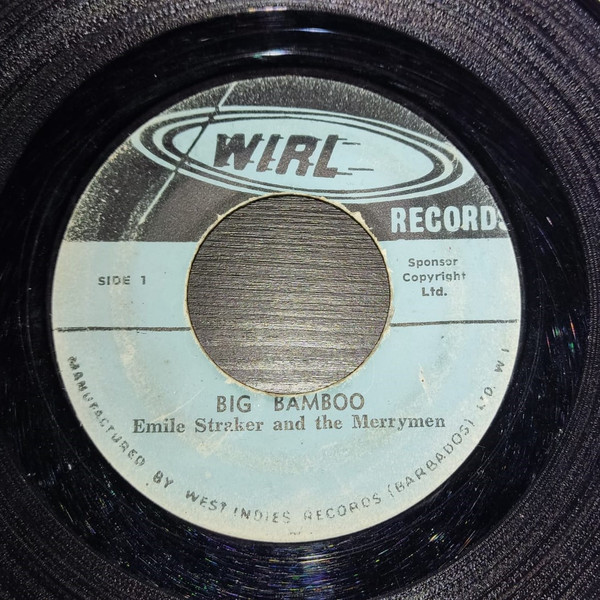 WIRL
RECORDS
SIDE 1
Sponsor
Copyright
Ltd.
BIG BAMBOO
Emile Straker and the Merrymen
MANUFACTURED BY WEST INDIES RECORDS (BARBADOS) LTD. W I